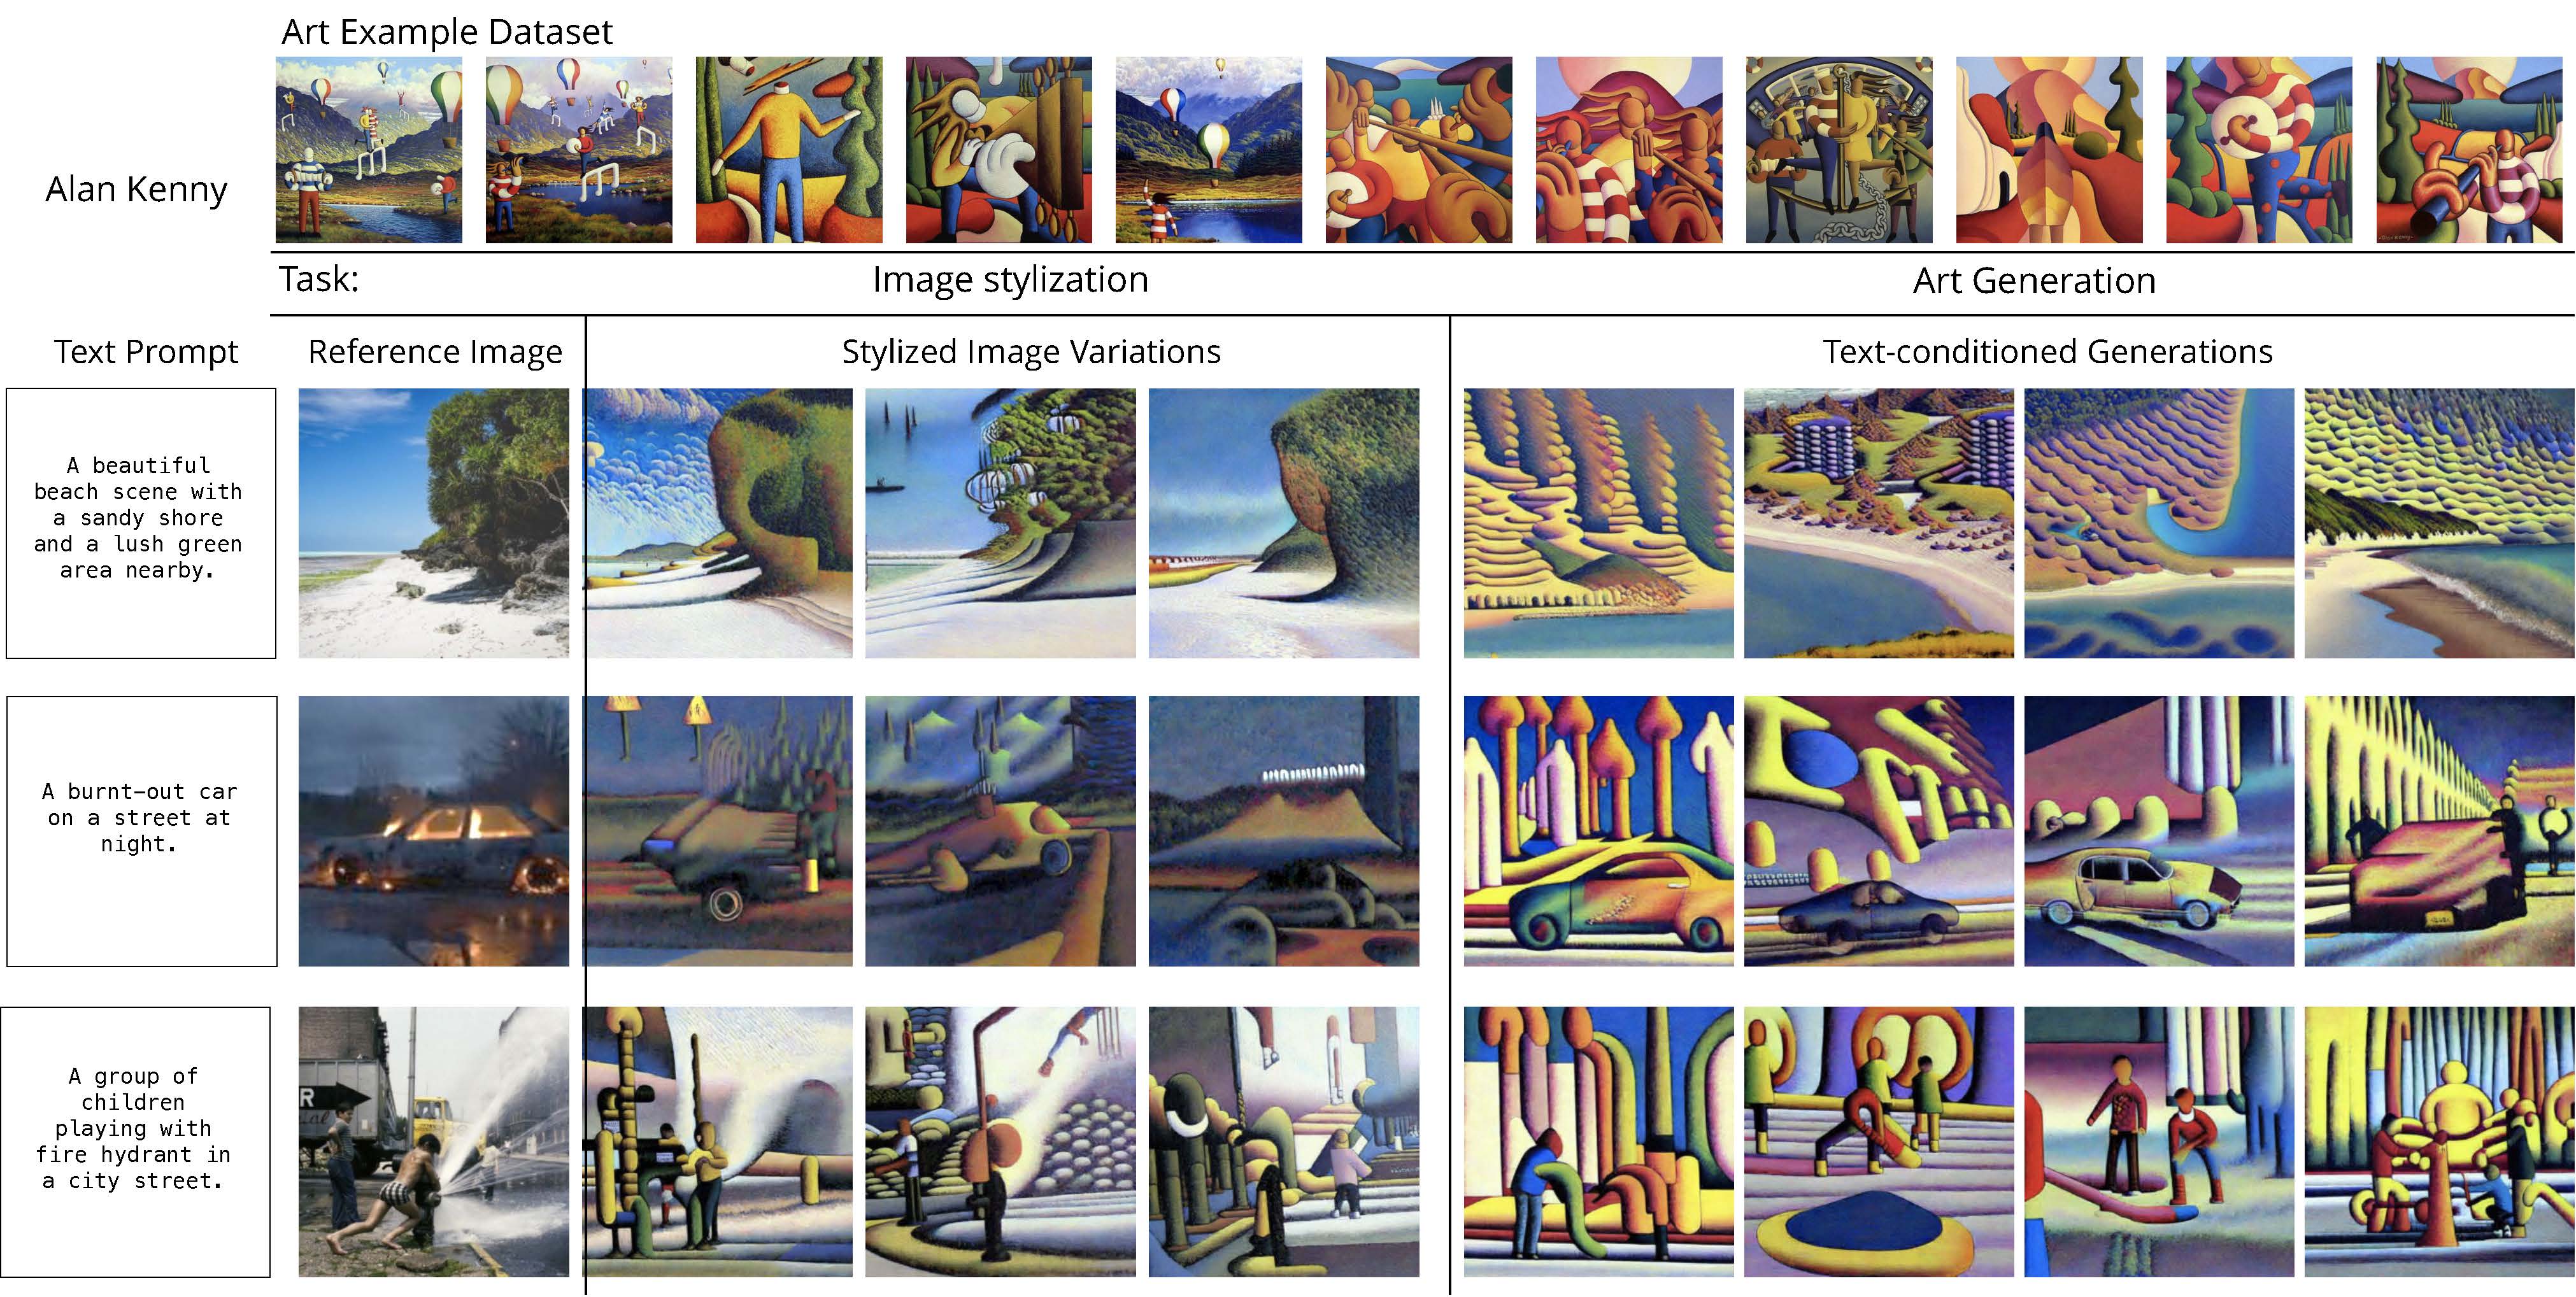 Art Example Dataset
Alan Kenny
Task:
Image stylization
Art Generation
Text Prompt
Reference Image
Stylized Image Variations
Text-conditioned Generations
A beautiful
beach scene with
a sandy shore
and a lush green
area nearby.
A burnt-out car
on a street at
night.
A group of
children
playing with
fire hydrant in
a city street.
R